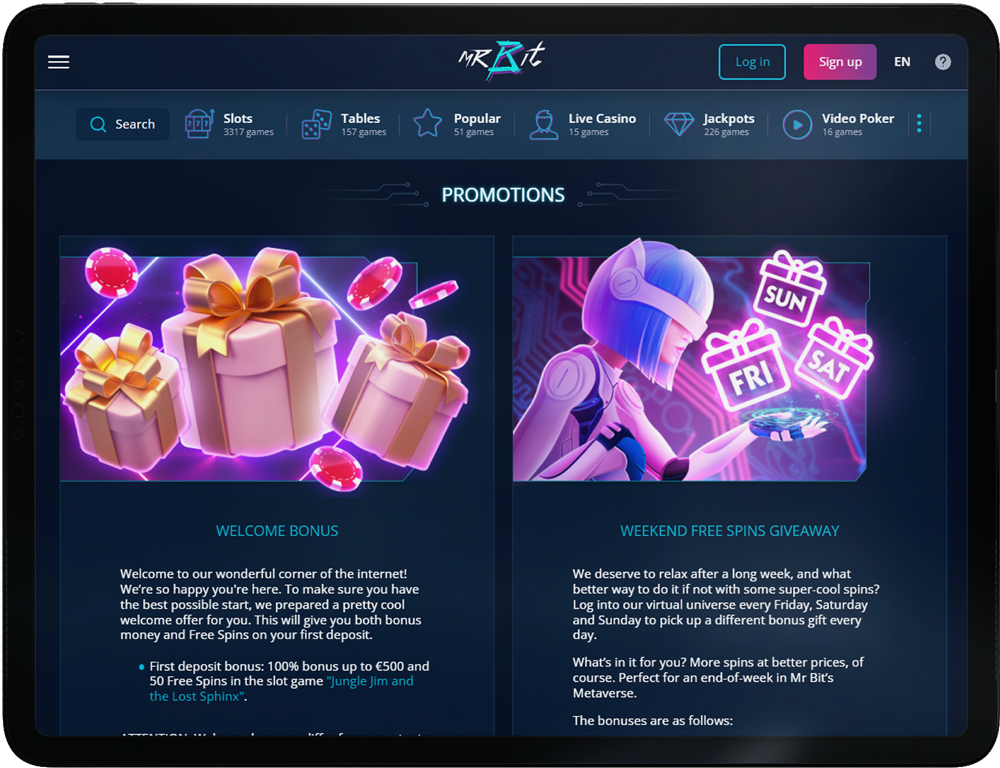 MR Bit
Log in
Sign up
EN
?
Search
Slots
3317 games
Tables
157 games
Popular
51 games
Live Casino
15 games
Jackpots
226 games
Video Poker
16 games
PROMOTIONS
SUN
FRI
SAT
WELCOME BONUS
Welcome to our wonderful corner of the internet!
We're so happy you're here. To make sure you have
the best possible start, we prepared a pretty cool
welcome offer for you. This will give you both bonus
money and Free Spins on your first deposit.
First deposit bonus: 100% bonus up to €500 and
50 Free Spins in the slot game "Jungle Jim and
the Lost Sphinx".
WEEKEND FREE SPINS GIVEAWAY
We deserve to relax after a long week, and what
better way to do it if not with some super-cool spins?
Log into our virtual universe every Friday, Saturday
and Sunday to pick up a different bonus gift every
day.
What's in it for you? More spins at better prices, of
course. Perfect for an end-of-week in Mr Bit's
Metaverse.
The bonuses are as follows: